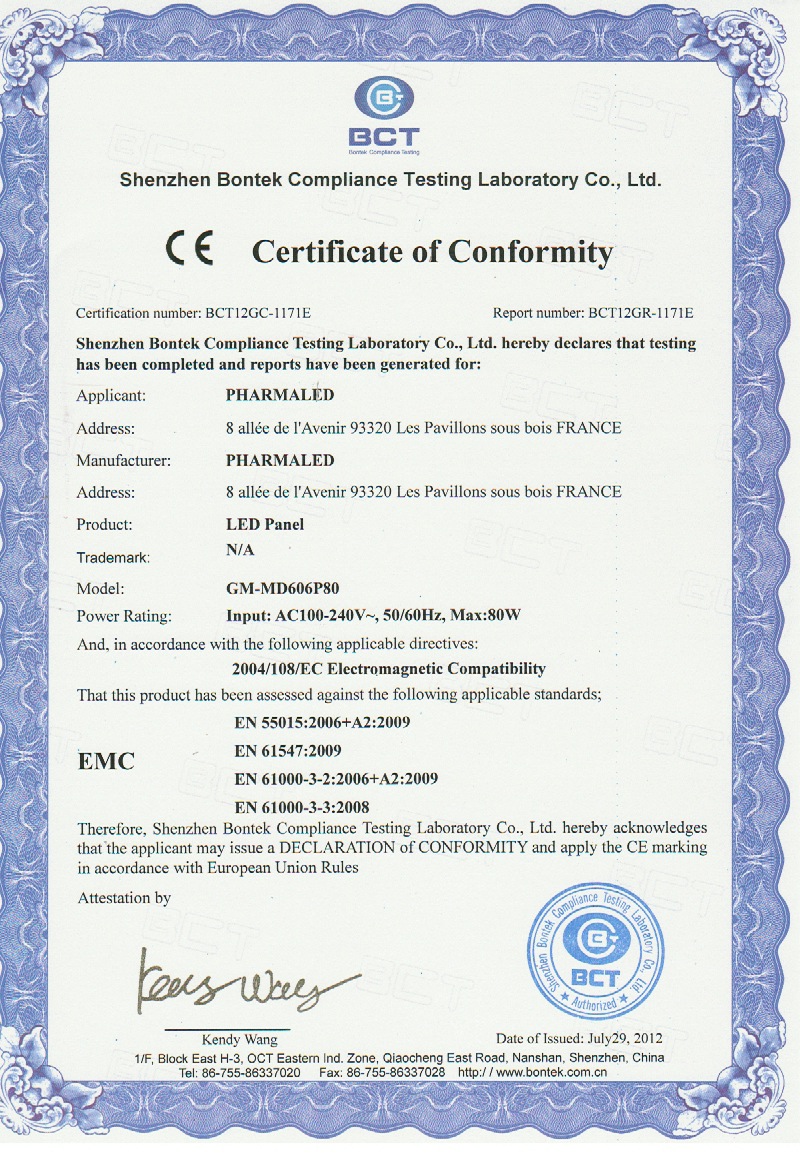 BCT
Bontek Compliance Testing
Shenzhen Bontek Compliance Testing Laboratory Co., Ltd.
CE Certificate of Conformity
Certification number: BCT12GC-1171E Report number: BCT12GR-1171E
Shenzhen Bontek Compliance Testing Laboratory Co., Ltd. hereby declares that testing
has been completed and reports have been generated for:
Applicant: PHARMALED
Address: 8 allée de l'Avenir 93320 Les Pavillons sous bois FRANCE
Manufacturer: PHARMALED
Address: 8 allée de l'Avenir 93320 Les Pavillons sous bois FRANCE
Product: LED Panel
Trademark: N/A
Model: GM-MD606P80
Power Rating: Input: AC100-240V~, 50/60Hz, Max:80W
And, in accordance with the following applicable directives:
2004/108/EC Electromagnetic Compatibility
That this product has been assessed against the following applicable standards;
EN 55015:2006+A2:2009
EN 61547:2009
EMC
EN 61000-3-2:2006+A2:2009
EN 61000-3-3:2008
Therefore, Shenzhen Bontek Compliance Testing Laboratory Co., Ltd. hereby acknowledges
that the applicant may issue a DECLARATION of CONFORMITY and apply the CE marking
in accordance with European Union Rules
Attestation by
Shenzhen Bontek Compliance Testing Laboratory Co., Ltd.
BCT
★ Authorized ★
Kendy Wang
Kendy Wang Date of Issued: July29, 2012
1/F, Block East H-3, OCT Eastern Ind. Zone, Qiaocheng East Road, Nanshan, Shenzhen, China
Tel: 86-755-86337020 Fax: 86-755-86337028 http:/ / www.bontek.com.cn